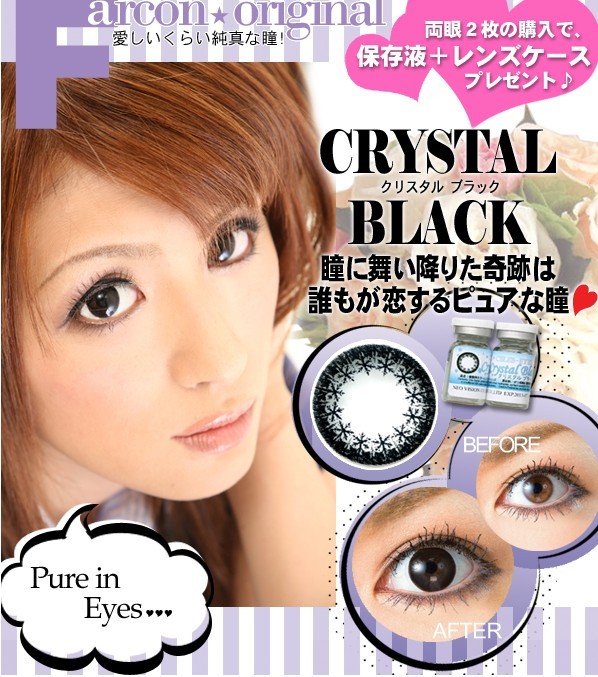 Farcon★original
愛しいくらい純真な瞳!
両眼２枚の購入で、
保存液＋レンズケース
プレゼント♪
CRYSTAL
クリスタル ブラック
BLACK
瞳に舞い降りた奇跡は
誰もが恋するピュアな瞳
Crystal
NEO VISION
BEFORE
AFTER
Pure in
Eyes♥♥♥